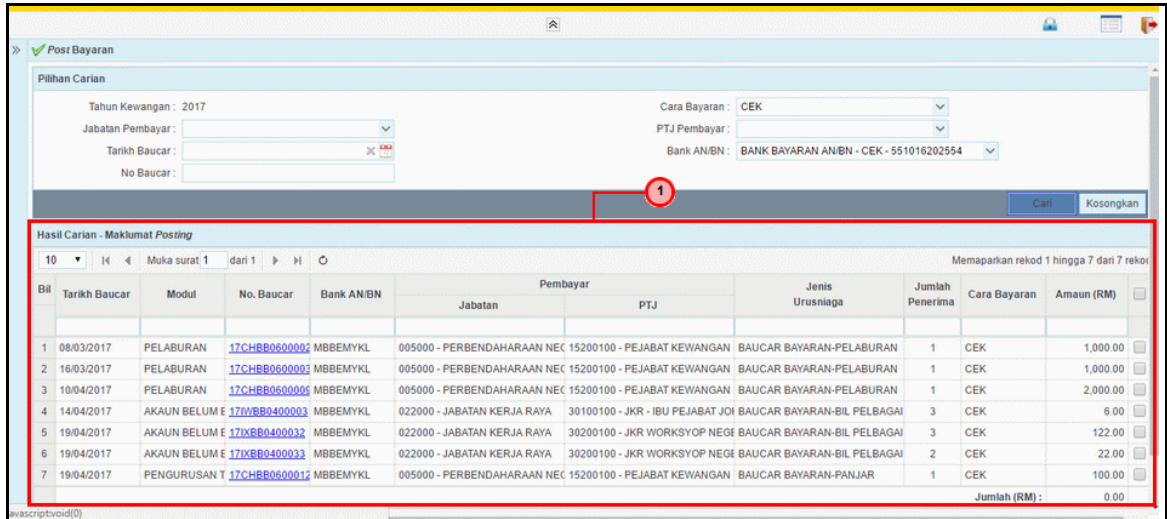 Post Bayaran
Pilihan Carian
Tahun Kewangan : 2017 Cara Bayaran : CEK
Jabatan Pembayar : PTJ Pembayar :
Tarikh Baucar : Bank AN/BN : BANK BAYARAN AN/BN - CEK - 551016202554
No Baucar :
1
Cari Kosongkan
Hasil Carian - Maklumat Posting
10 Muka surat 1 dari 1 Memaparkan rekod 1 hingga 7 dari 7 rekod
Bil Tarikh Baucar Modul No. Baucar Bank AN/BN Pembayar Jenis Urusniaga Jumlah Penerima Cara Bayaran Amaun (RM)
Jabatan PTJ
1 08/03/2017 PELABURAN 17CHBB0600002 MBBEMYKL 005000 - PERBENDAHARAAN NEG 15200100 - PEJABAT KEWANGAN BAUCAR BAYARAN-PELABURAN 1 CEK 1,000.00
2 16/03/2017 PELABURAN 17CHBB0600003 MBBEMYKL 005000 - PERBENDAHARAAN NEG 15200100 - PEJABAT KEWANGAN BAUCAR BAYARAN-PELABURAN 1 CEK 1,000.00
3 10/04/2017 PELABURAN 17CHBB0600009 MBBEMYKL 005000 - PERBENDAHARAAN NEG 15200100 - PEJABAT KEWANGAN BAUCAR BAYARAN-PELABURAN 1 CEK 2,000.00
4 14/04/2017 AKAUN BELUM B 17IWBB0400003 MBBEMYKL 022000 - JABATAN KERJA RAYA 30100100 - JKR - IBU PEJABAT JOH BAUCAR BAYARAN-BIL PELBAGAI 3 CEK 6.00
5 19/04/2017 AKAUN BELUM B 17IXBB0400032 MBBEMYKL 022000 - JABATAN KERJA RAYA 30200100 - JKR WORKSYOP NEGE BAUCAR BAYARAN-BIL PELBAGAI 3 CEK 122.00
6 19/04/2017 AKAUN BELUM B 17IXBB0400033 MBBEMYKL 022000 - JABATAN KERJA RAYA 30200100 - JKR WORKSYOP NEGE BAUCAR BAYARAN-BIL PELBAGAI 2 CEK 22.00
7 19/04/2017 PENGURUSAN T 17CHBB0600012 MBBEMYKL 005000 - PERBENDAHARAAN NEG 15200100 - PEJABAT KEWANGAN BAUCAR BAYARAN-PANJAR 1 CEK 100.00
Jumlah (RM) : 0.00
avascript:void(0)